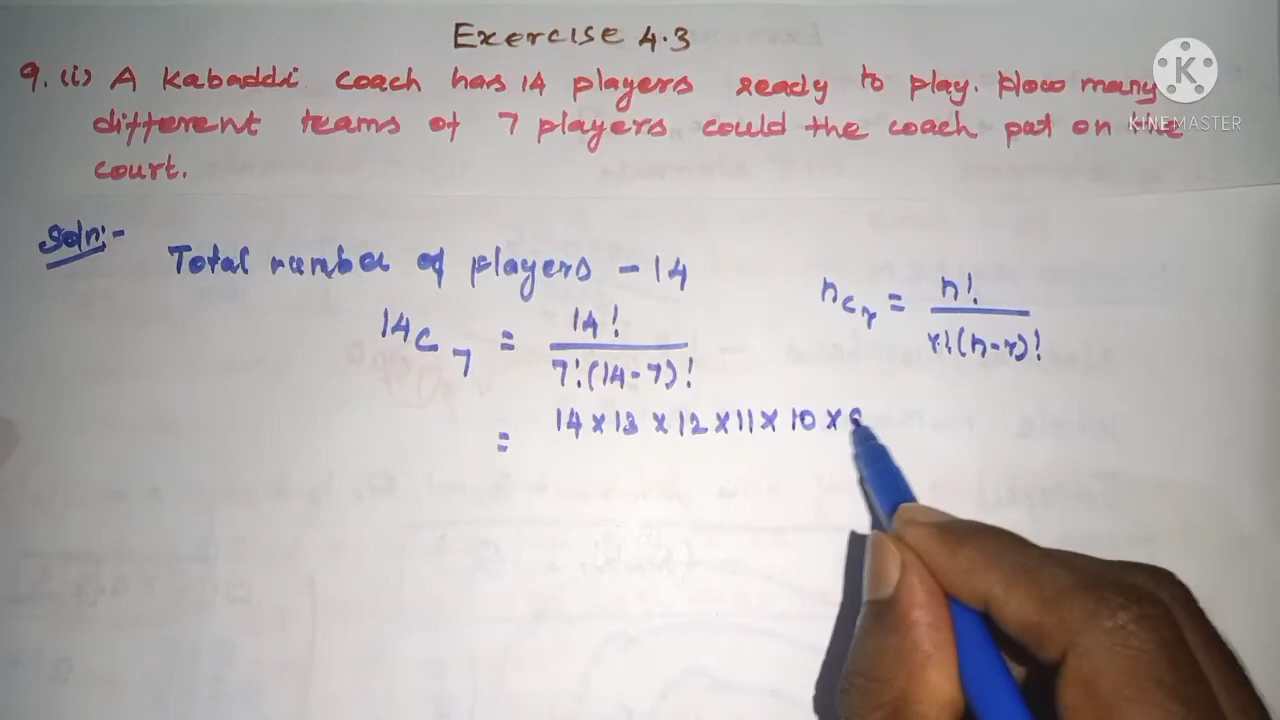 Exercise 4.3
9. (i) A Kabaddi coach has 14 players ready to play. How many
different teams of 7 players could the coach put on the
court.
K
KINEMASTER
Soln:-
Total number of players - 14
14C7 = 14! / 7!(14-7)!
nCr = n! / r!(n-r)!
= 14 × 13 × 12 × 11 × 10 ×